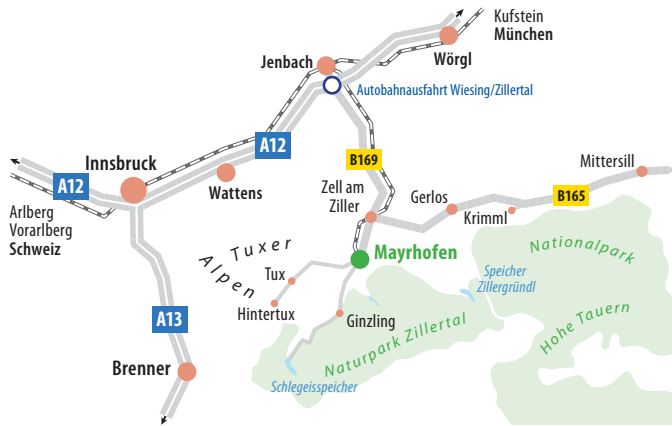 Kufstein
München
Wörgl
Jenbach
Autobahnausfahrt Wiesing/Zillertal
A12
B169
Innsbruck
A12
Wattens
Arlberg
Vorarlberg
Schweiz
Zell am
Ziller
Gerlos
Krimml
B165
Mittersill
Tuxer
Alpen
Mayrhofen
Nationalpark
Hohe Tauern
Speicher
Zillergründl
Tux
Hintertux
Ginzling
Naturpark Zillertal
A13
Brenner
Schlegeisspeicher